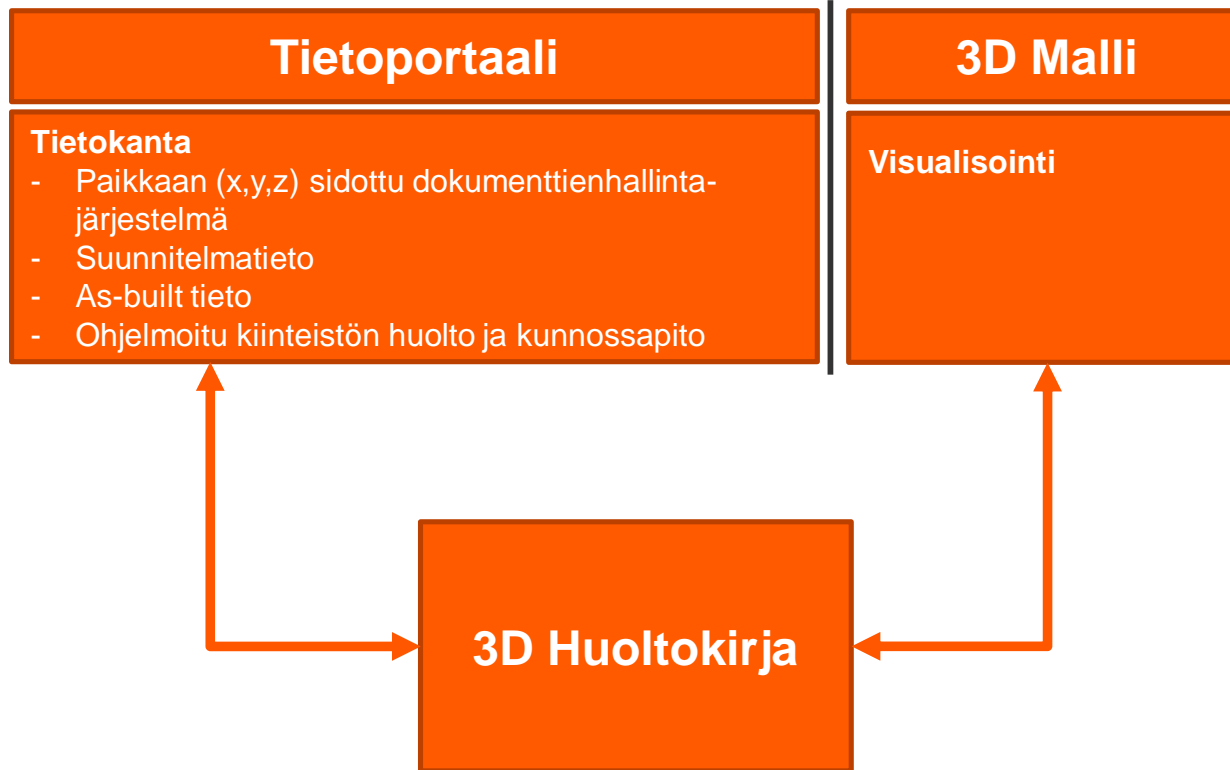 Tietoportaali
3D Malli
Tietokanta
- Paikkaan (x,y,z) sidottu dokumenttienhallinta-
järjestelmä
- Suunnitelmatieto
- As-built tieto
- Ohjelmoitu kiinteistön huolto ja kunnossapito
Visualisointi
3D Huoltokirja